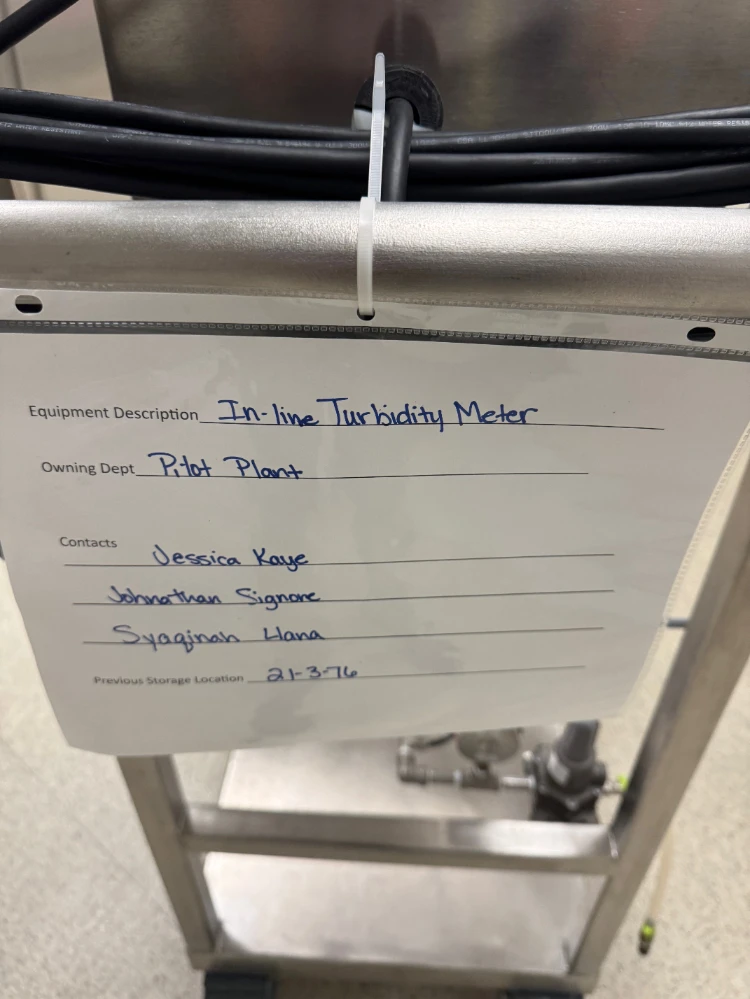 Equipment Description In-line Turbidity Meter
Owning Dept Pilot Plant
Contacts
Jessica Kaye
Johnathan Signore
Syaqinah
Previous Storage Location 21-3-76